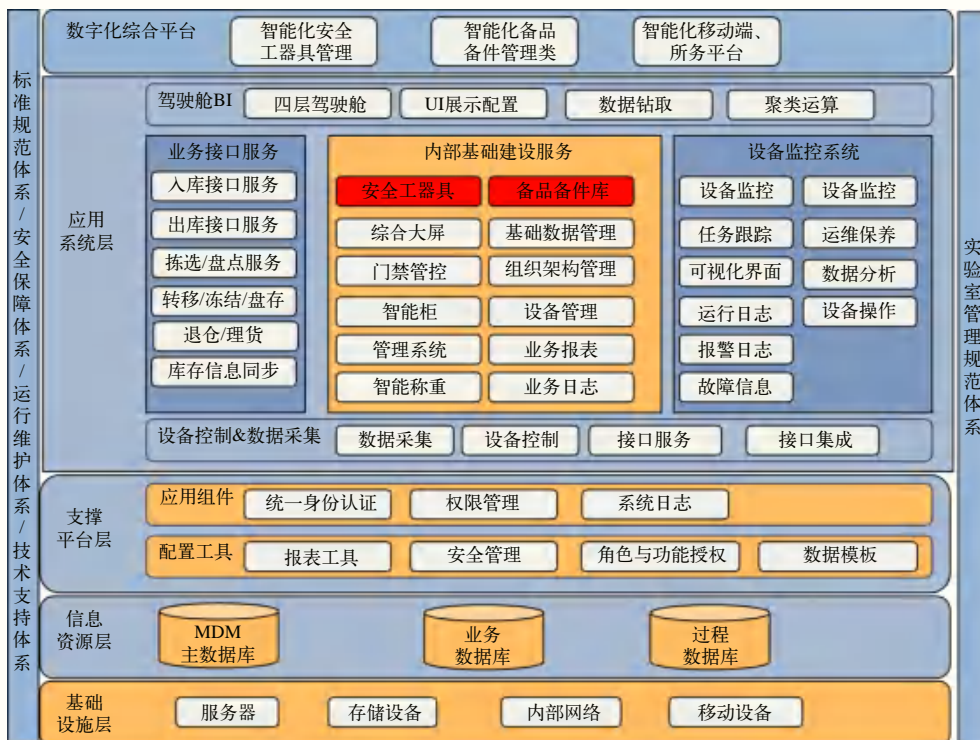 数字化综合平台
智能化安全
工器具管理
智能化备品
备件管理类
智能化移动端、
所务平台
标准规范体系/安全保障体系/运行维护体系/技术支持体系
应用
系统层
驾驶舱BI
四层驾驶舱
UI展示配置
数据钻取
聚类运算
业务接口服务
入库接口服务
出库接口服务
拣选/盘点服务
转移/冻结/盘存
退仓/理货
库存信息同步
内部基础建设服务
安全工器具
备品备件库
综合大屏
基础数据管理
门禁管控
组织架构管理
智能柜
设备管理
管理系统
业务报表
智能称重
业务日志
设备监控系统
设备监控
设备监控
任务跟踪
运维保养
可视化界面
数据分析
运行日志
设备操作
报警日志
故障信息
设备控制&数据采集
数据采集
设备控制
接口服务
接口集成
支撑
平台层
应用组件
统一身份认证
权限管理
系统日志
配置工具
报表工具
安全管理
角色与功能授权
数据模板
信息
资源层
MDM
主数据库
业务
数据库
过程
数据库
基础
设施层
服务器
存储设备
内部网络
移动设备
实验室管理规范体系